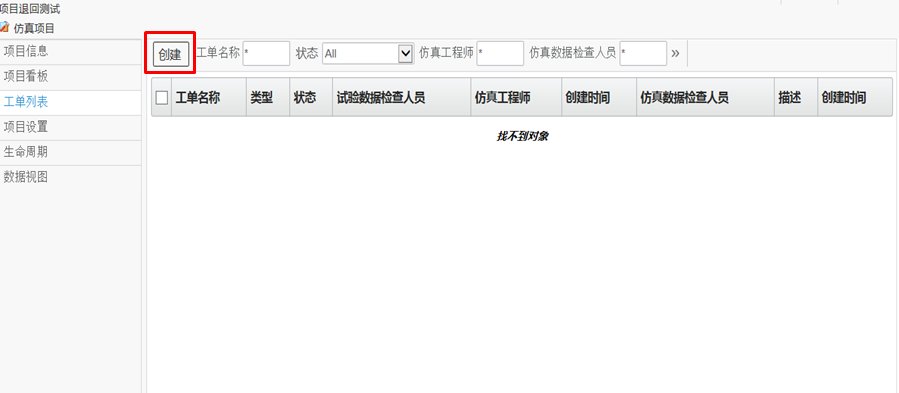 项目退回测试
仿真项目
项目信息
项目看板
工单列表
项目设置
生命周期
数据视图
创建 工单名称 * 状态 All 仿真工程师 * 仿真数据检查人员 * »
工单名称 类型 状态 试验数据检查人员 仿真工程师 创建时间 仿真数据检查人员 描述 创建时间
找不到对象